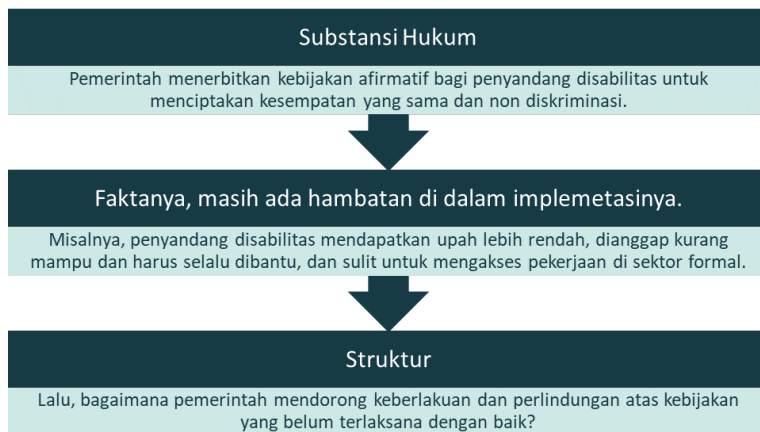 Substansi Hukum
Pemerintah menerbitkan kebijakan afirmatif bagi penyandang disabilitas untuk
menciptakan kesempatan yang sama dan non diskriminasi.
Faktanya, masih ada hambatan di dalam implemetasinya.
Misalnya, penyandang disabilitas mendapatkan upah lebih rendah, dianggap kurang
mampu dan harus selalu dibantu, dan sulit untuk mengakses pekerjaan di sektor formal.
Struktur
Lalu, bagaimana pemerintah mendorong keberlakuan dan perlindungan atas kebijakan
yang belum terlaksana dengan baik?